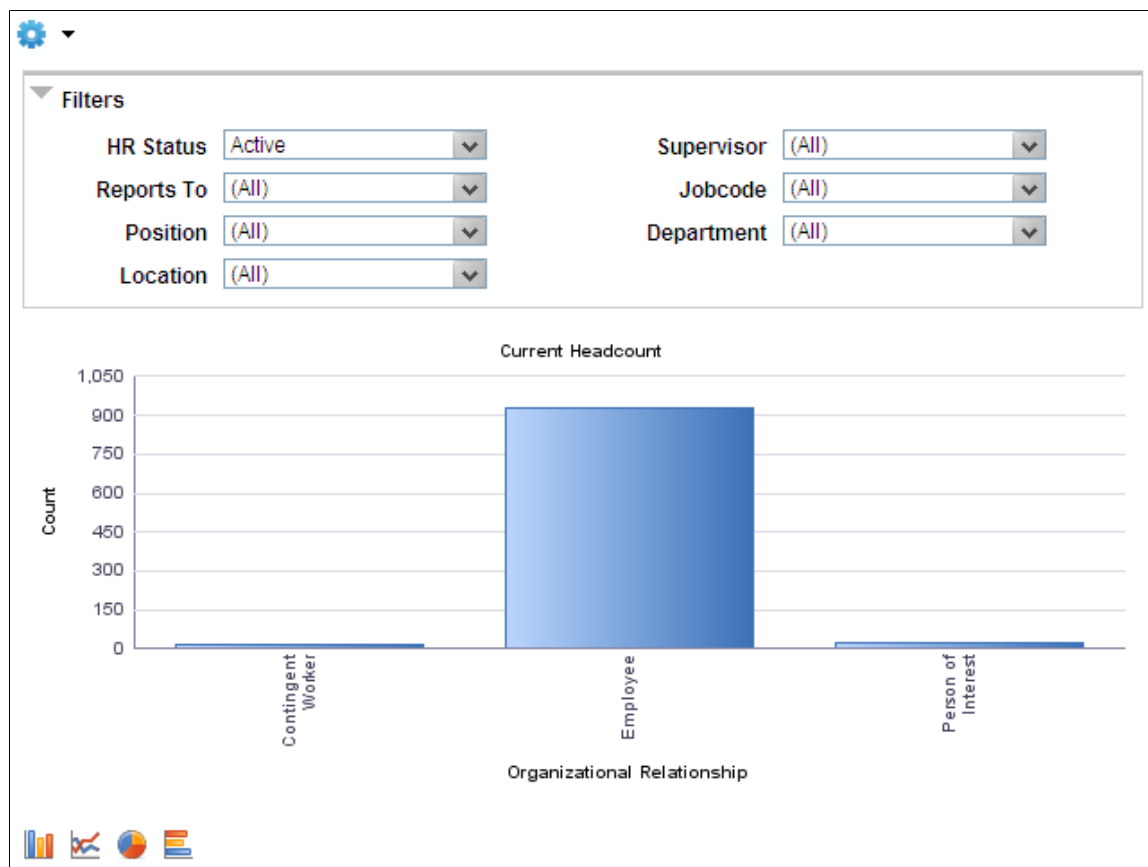 Filters
HR Status Active Supervisor (All)
Reports To (All) Jobcode (All)
Position (All) Department (All)
Location (All)
Current Headcount
1,050
900
750
600
450
300
150
0
Count
Contingent
Worker
Employee
Person of
Interest
Organizational Relationship